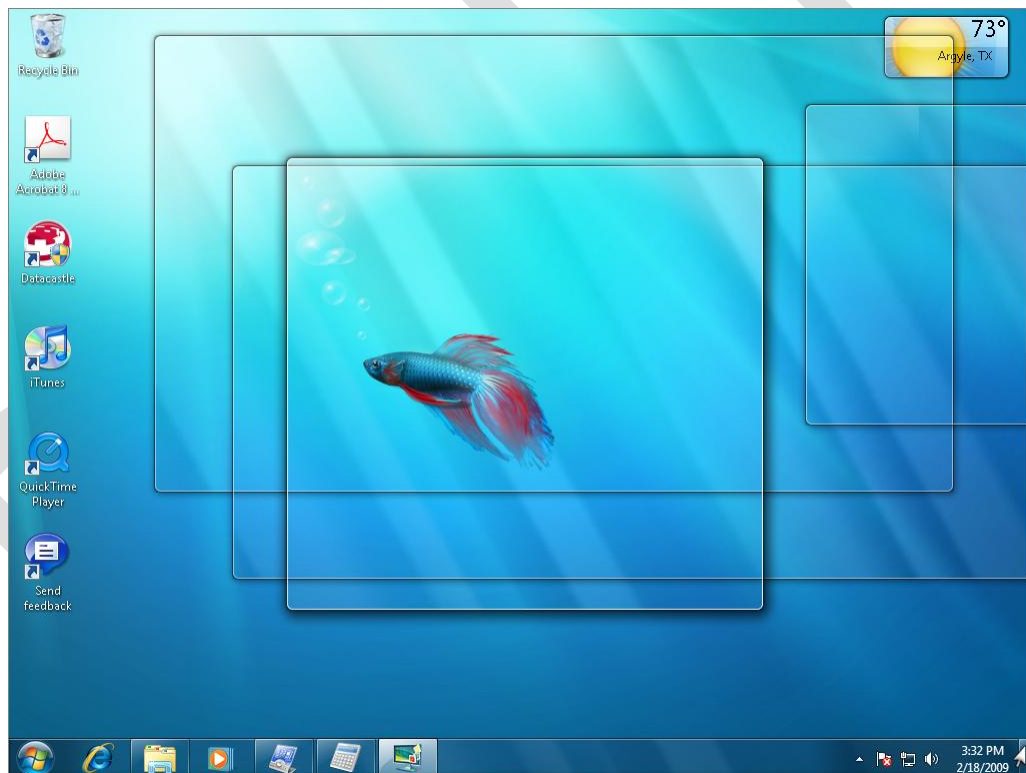 73°
Argyle, TX
Recycle Bin
Adobe
Acrobat 8 ...
Datacastle
iTunes
QuickTime
Player
Send
feedback
3:32 PM
2/18/2009